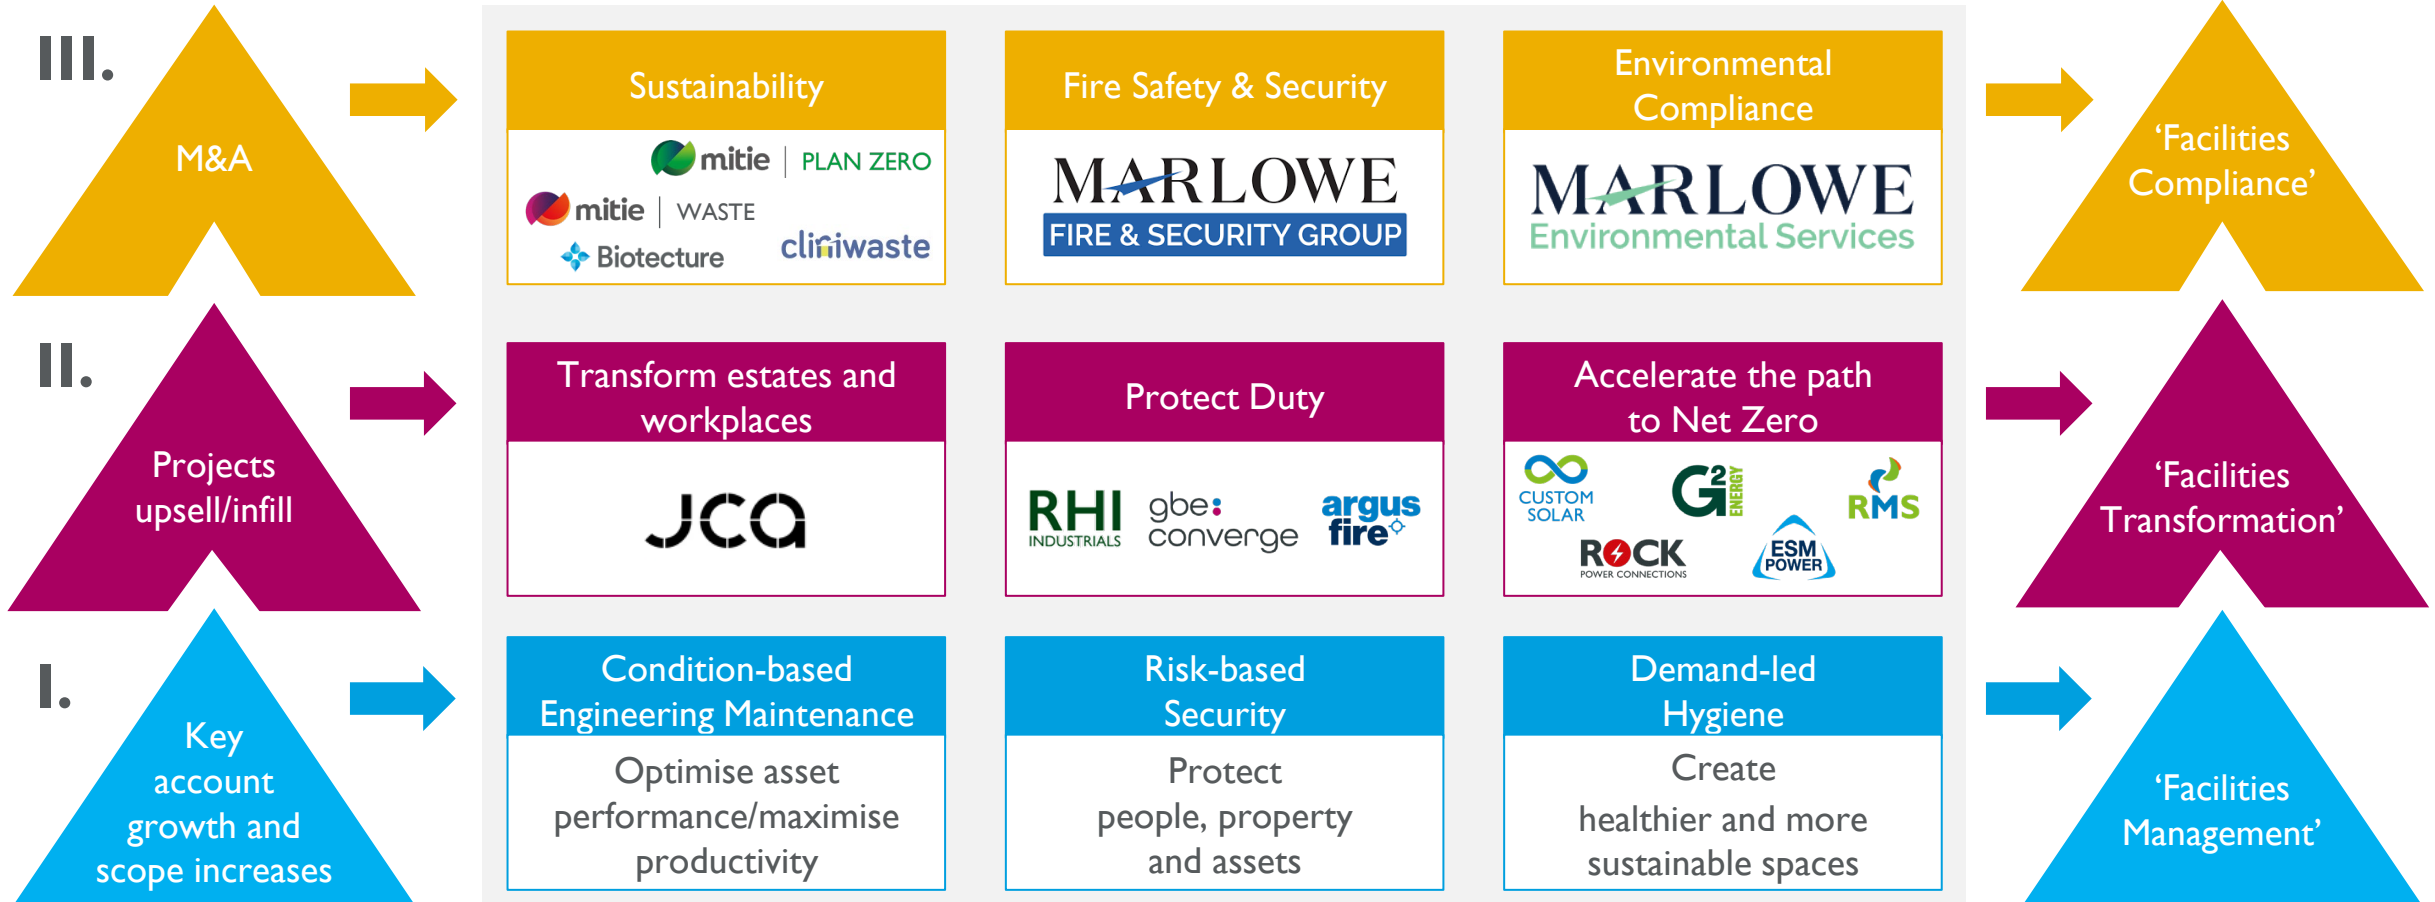 III.
M&A
Sustainability
mitie | PLAN ZERO
mitie | WASTE
Biotecture
cliniwaste
Fire Safety & Security
MARLOWE
FIRE & SECURITY GROUP
Environmental
Compliance
MARLOWE
Environmental Services
‘Facilities
Compliance’
II.
Projects
upsell/infill
Transform estates and
workplaces
JCA
Protect Duty
RHI
INDUSTRIALS
gbe:
converge
argus
fire
Accelerate the path
to Net Zero
CUSTOM
SOLAR
G2
ENERGY
RMS
ROCK
POWER CONNECTIONS
ESM
POWER
‘Facilities
Transformation’
I.
Key
account
growth and
scope increases
Condition-based
Engineering Maintenance
Optimise asset
performance/maximise
productivity
Risk-based
Security
Protect
people, property
and assets
Demand-led
Hygiene
Create
healthier and more
sustainable spaces
‘Facilities
Management’